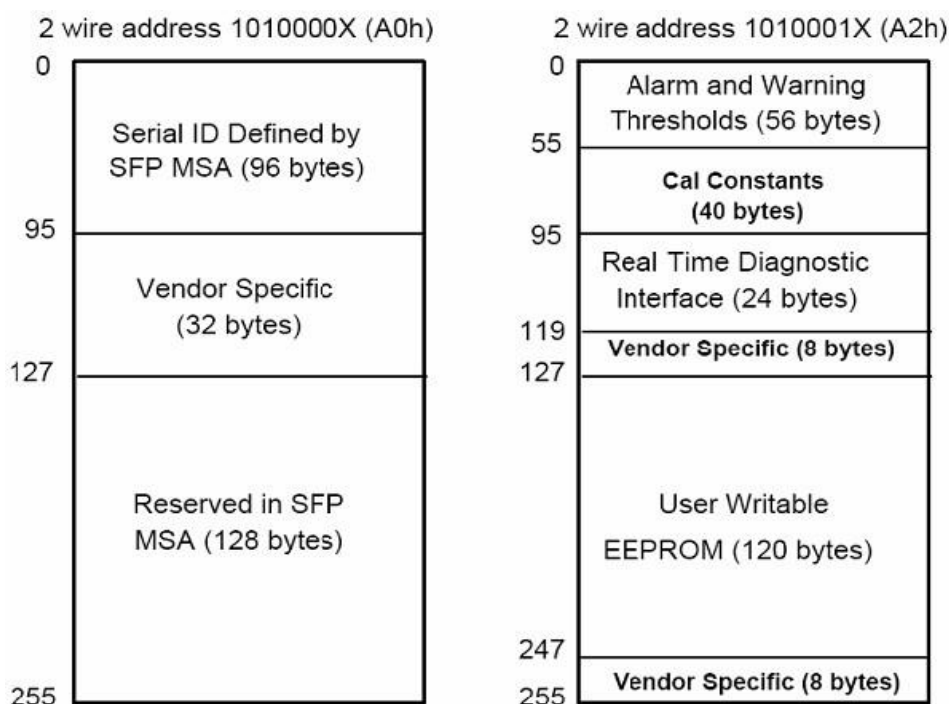 2 wire address 1010000X (A0h)
0
Serial ID Defined by
SFP MSA (96 bytes)
95
Vendor Specific
(32 bytes)
127
Reserved in SFP
MSA (128 bytes)
255
2 wire address 1010001X (A2h)
0
Alarm and Warning
Thresholds (56 bytes)
55
Cal Constants
(40 bytes)
95
Real Time Diagnostic
Interface (24 bytes)
119
Vendor Specific (8 bytes)
127
User Writable
EEPROM (120 bytes)
247
Vendor Specific (8 bytes)
255